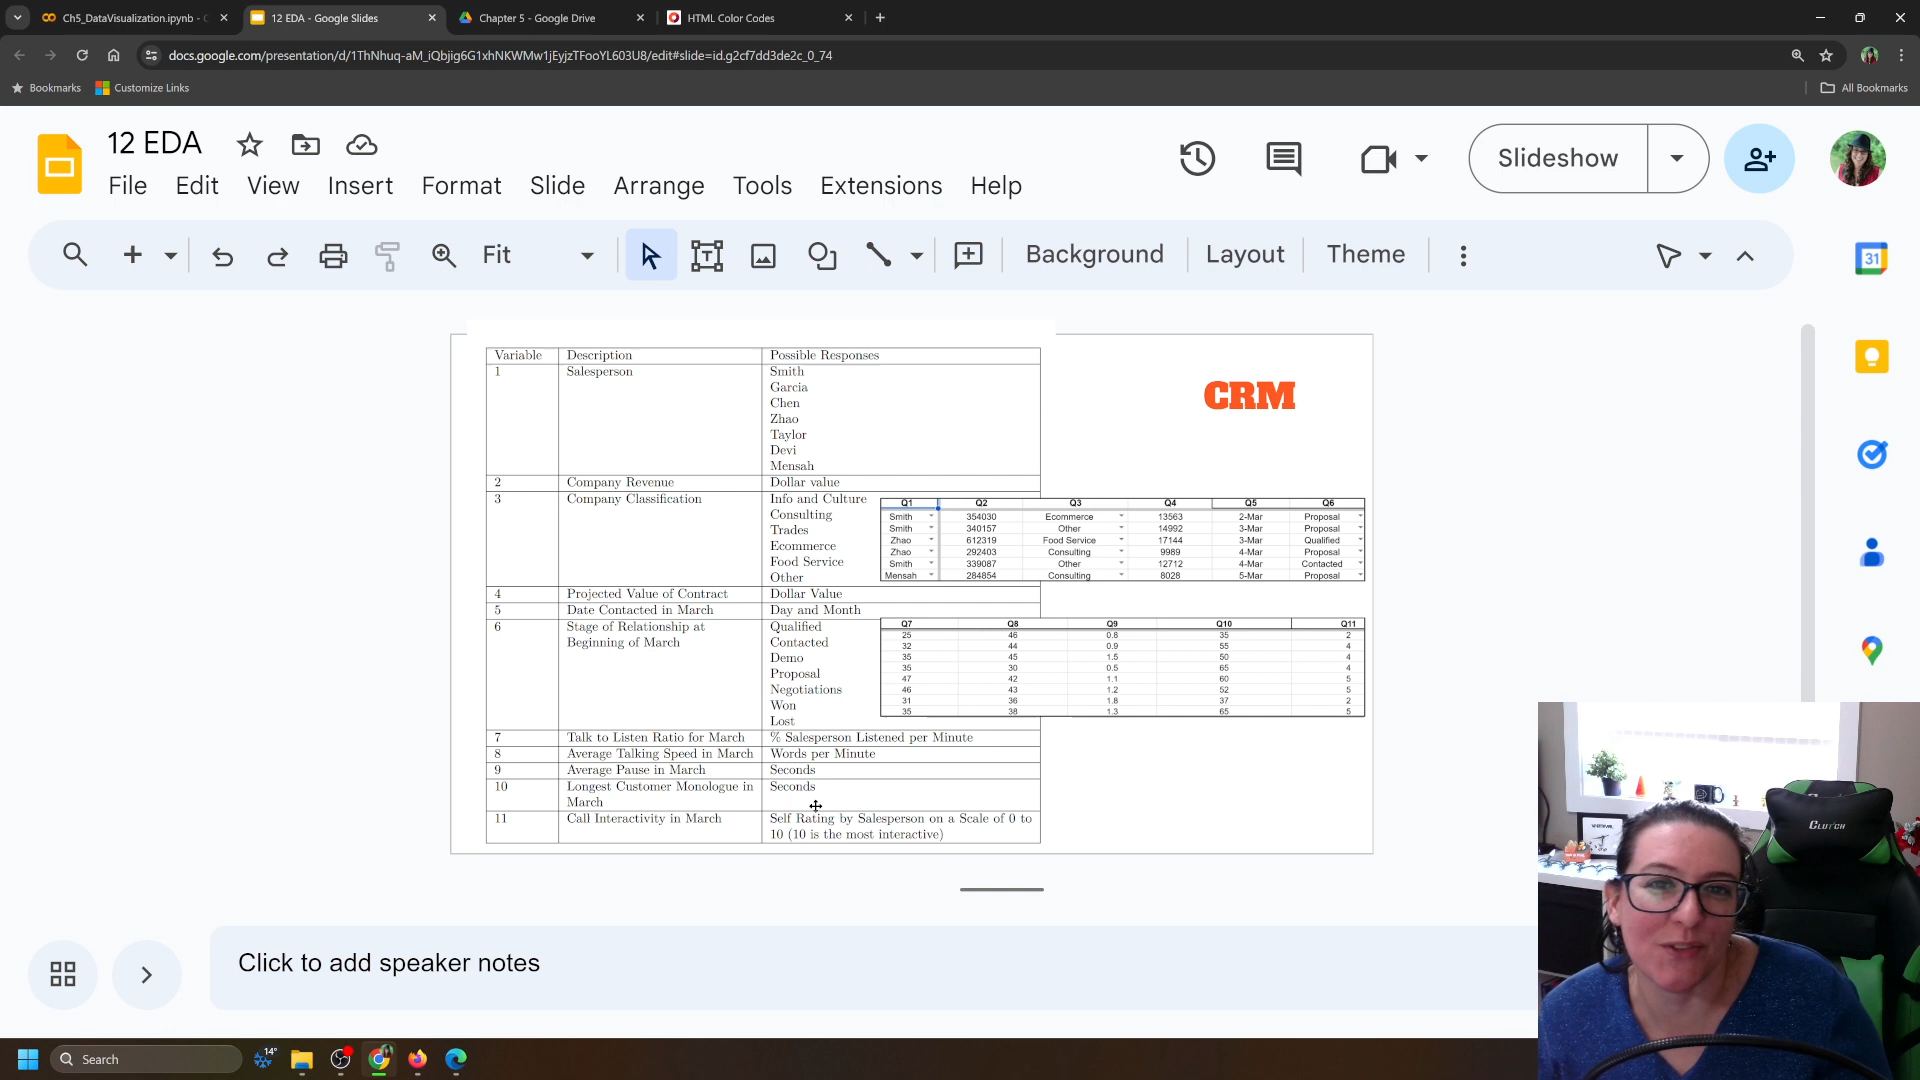 Ch5_DataVisualization.ipynb - C
12 EDA - Google Slides
Chapter 5 - Google Drive
HTML Color Codes
docs.google.com/presentation/d/1ThNhuq-aM_iQbjig6G1xhNKWMw1jEyjzTFooYL603U8/edit#slide=id.g2cf7dd3de2c_0_74
Bookmarks
Customize Links
All Bookmarks
12 EDA
Slideshow
File Edit View Insert Format Slide Arrange Tools Extensions Help
Fit
Background
Layout
Theme
31
Variable Description Possible Responses
1 Salesperson Smith
Garcia
Chen
Zhao
Taylor
Devi
Mensah
2 Company Revenue Dollar value
3 Company Classification Info and Culture
Consulting
Trades
Ecommerce
Food Service
Other
4 Projected Value of Contract Dollar Value
5 Date Contacted in March Day and Month
6 Stage of Relationship at Qualified
Beginning of March Contacted
Demo
Proposal
Negotiations
Won
Lost
7 Talk to Listen Ratio for March % Salesperson Listened per Minute
8 Average Talking Speed in March Words per Minute
9 Average Pause in March Seconds
10 Longest Customer Monologue in Seconds
March
11 Call Interactivity in March Self Rating by Salesperson on a Scale of 0 to
10 (10 is the most interactive)
CRM
Q1 Q2 Q3 Q4 Q5 Q6
Smith 354030 Ecommerce 13563 2-Mar Proposal
Smith 340157 Other 14992 3-Mar Proposal
Zhao 612319 Food Service 17144 3-Mar Qualified
Zhao 292403 Consulting 9989 4-Mar Proposal
Smith 339087 Other 12712 4-Mar Contacted
Mensah 284854 Consulting 8028 5-Mar Proposal
Q7 Q8 Q9 Q10 Q11
25 46 0.8 35 2
32 44 0.9 55 4
35 45 1.5 50 4
35 30 0.5 65 4
47 42 1.1 60 5
46 43 1.2 52 5
31 36 1.8 37 2
35 38 1.3 65 5
CLUTCH
Click to add speaker notes
Search
14°